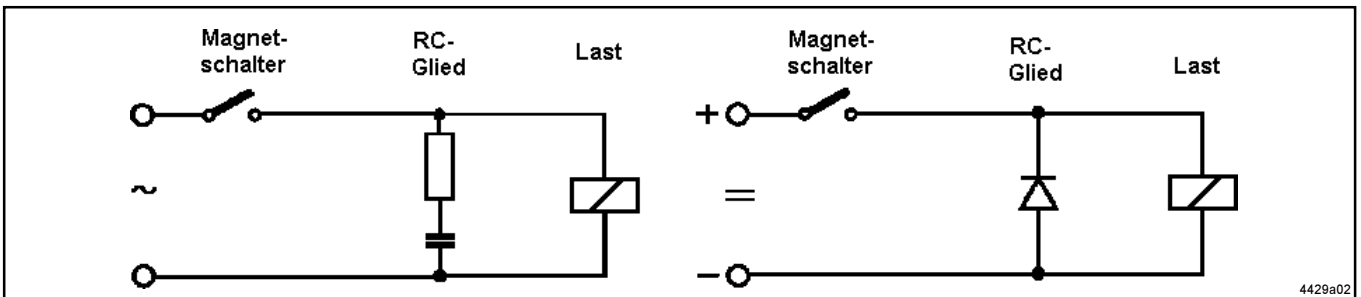 Magnet-
schalter
RC-
Glied
Last
~
Magnet-
schalter
RC-
Glied
Last
+
=
–
4429a02